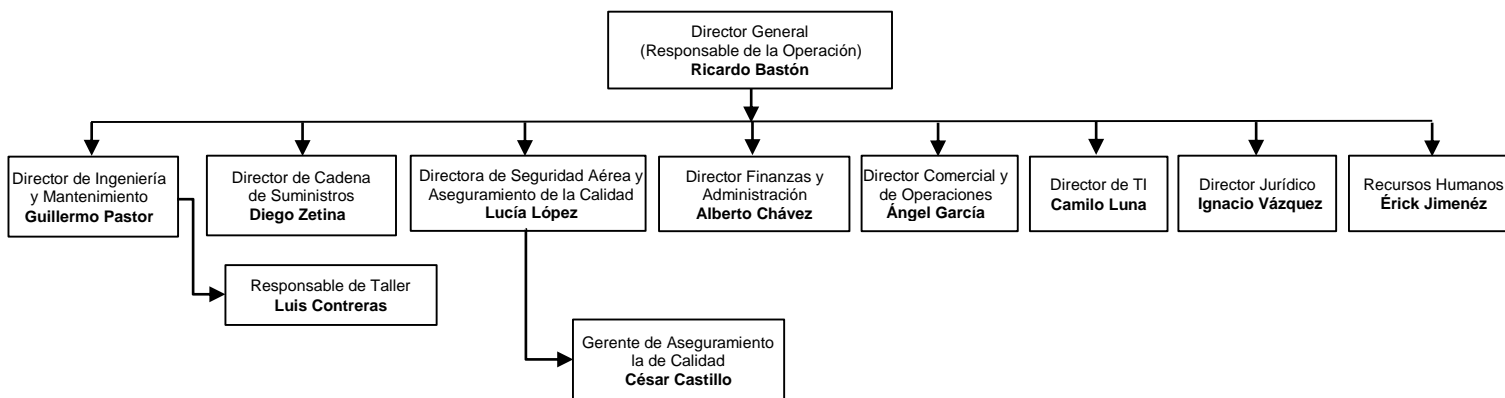 Director General
(Responsable de la Operación)
Ricardo Bastón
Director de Ingeniería
y Mantenimiento
Guillermo Pastor
Director de Cadena
de Suministros
Diego Zetina
Directora de Seguridad Aérea y
Aseguramiento de la Calidad
Lucía López
Director Finanzas y
Administración
Alberto Chávez
Director Comercial y
de Operaciones
Ángel García
Director de TI
Camilo Luna
Director Jurídico
Ignacio Vázquez
Recursos Humanos
Érick Jimenéz
Responsable de Taller
Luis Contreras
Gerente de Aseguramiento
la de Calidad
César Castillo